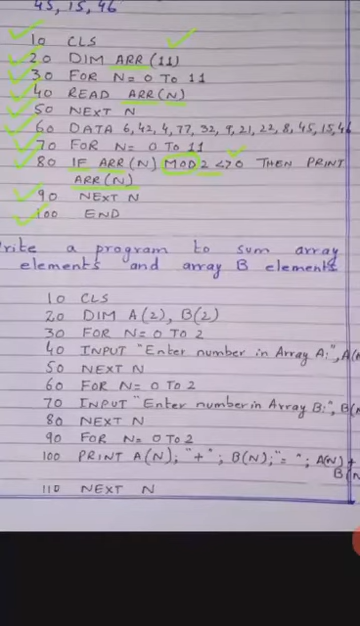 45, 15, 46
10 CLS
20 DIM ARR (11)
30 FOR N= 0 TO 11
40 READ ARR(N)
50 NEXT N
60 DATA 6, 42, 4, 77, 32, 9, 21, 22, 8, 45, 15, 46
70 FOR N= 0 TO 11
80 IF ARR(N) MOD 2 <> 0 THEN PRINT
ARR(N)
90 NEXT N
100 END
rite a program to sum array
elements and array B elements
10 CLS
20 DIM A(2), B(2)
30 FOR N= 0 TO 2
40 INPUT "Enter number in Array A:", A(
50 NEXT N
60 FOR N= 0 TO 2
70 INPUT "Enter number in Array B:", B(N
80 NEXT N
90 FOR N= 0 TO 2
100 PRINT A(N); "+"; B(N); "= "; A(N) +
B(N
110 NEXT N